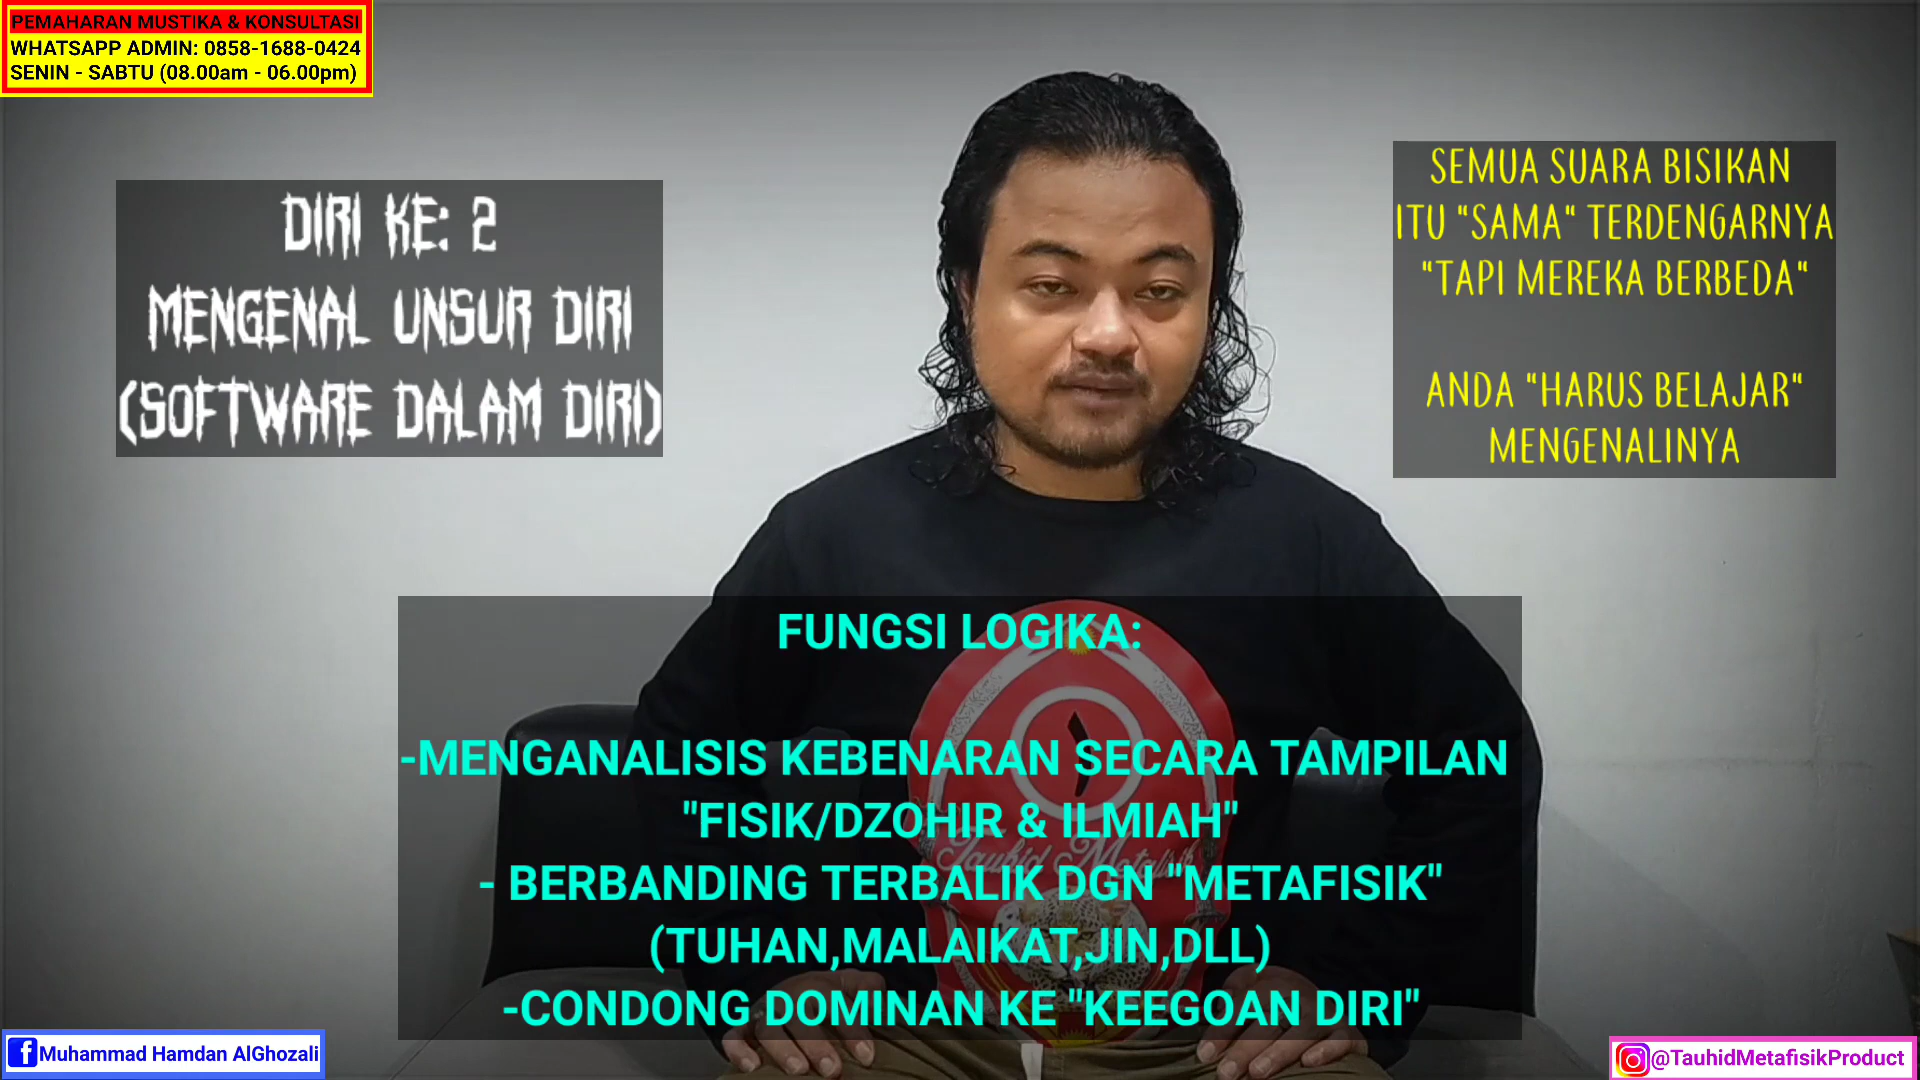 PEMAHARAN MUSTIKA & KONSULTASI
WHATSAPP ADMIN: 0858-1688-0424
SENIN - SABTU (08.00am - 06.00pm)
DIRI KE: 2
MENGENAL UNSUR DIRI
(SOFTWARE DALAM DIRI)
SEMUA SUARA BISIKAN
ITU "SAMA" TERDENGARNYA
"TAPI MEREKA BERBEDA"
ANDA "HARUS BELAJAR"
MENGENALINYA
FUNGSI LOGIKA:
-MENGANALISIS KEBENARAN SECARA TAMPILAN
"FISIK/DZOHIR & ILMIAH"
- BERBANDING TERBALIK DGN "METAFISIK"
(TUHAN,MALAIKAT,JIN,DLL)
-CONDONG DOMINAN KE "KEEGOAN DIRI"
Tauhid Metafisik
Muhammad Hamdan AlGhozali
@TauhidMetafisikProduct